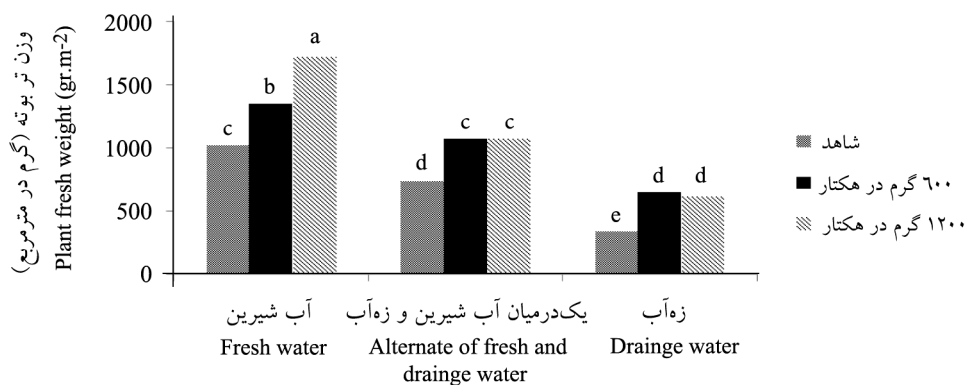 وزن تر بوته (گرم در مترمربع)
Plant fresh weight (gr.m-2)
2000
1500
1000
500
0
c
b
a
d
c
c
e
d
d
شاهد
٦٠٠ گرم در هکتار
١٢٠٠ گرم در هکتار
آب شیرین
یک‌درمیان آب شیرین و زه‌آب
زه‌آب
Fresh water
Alternate of fresh and
drainge water
Drainge water